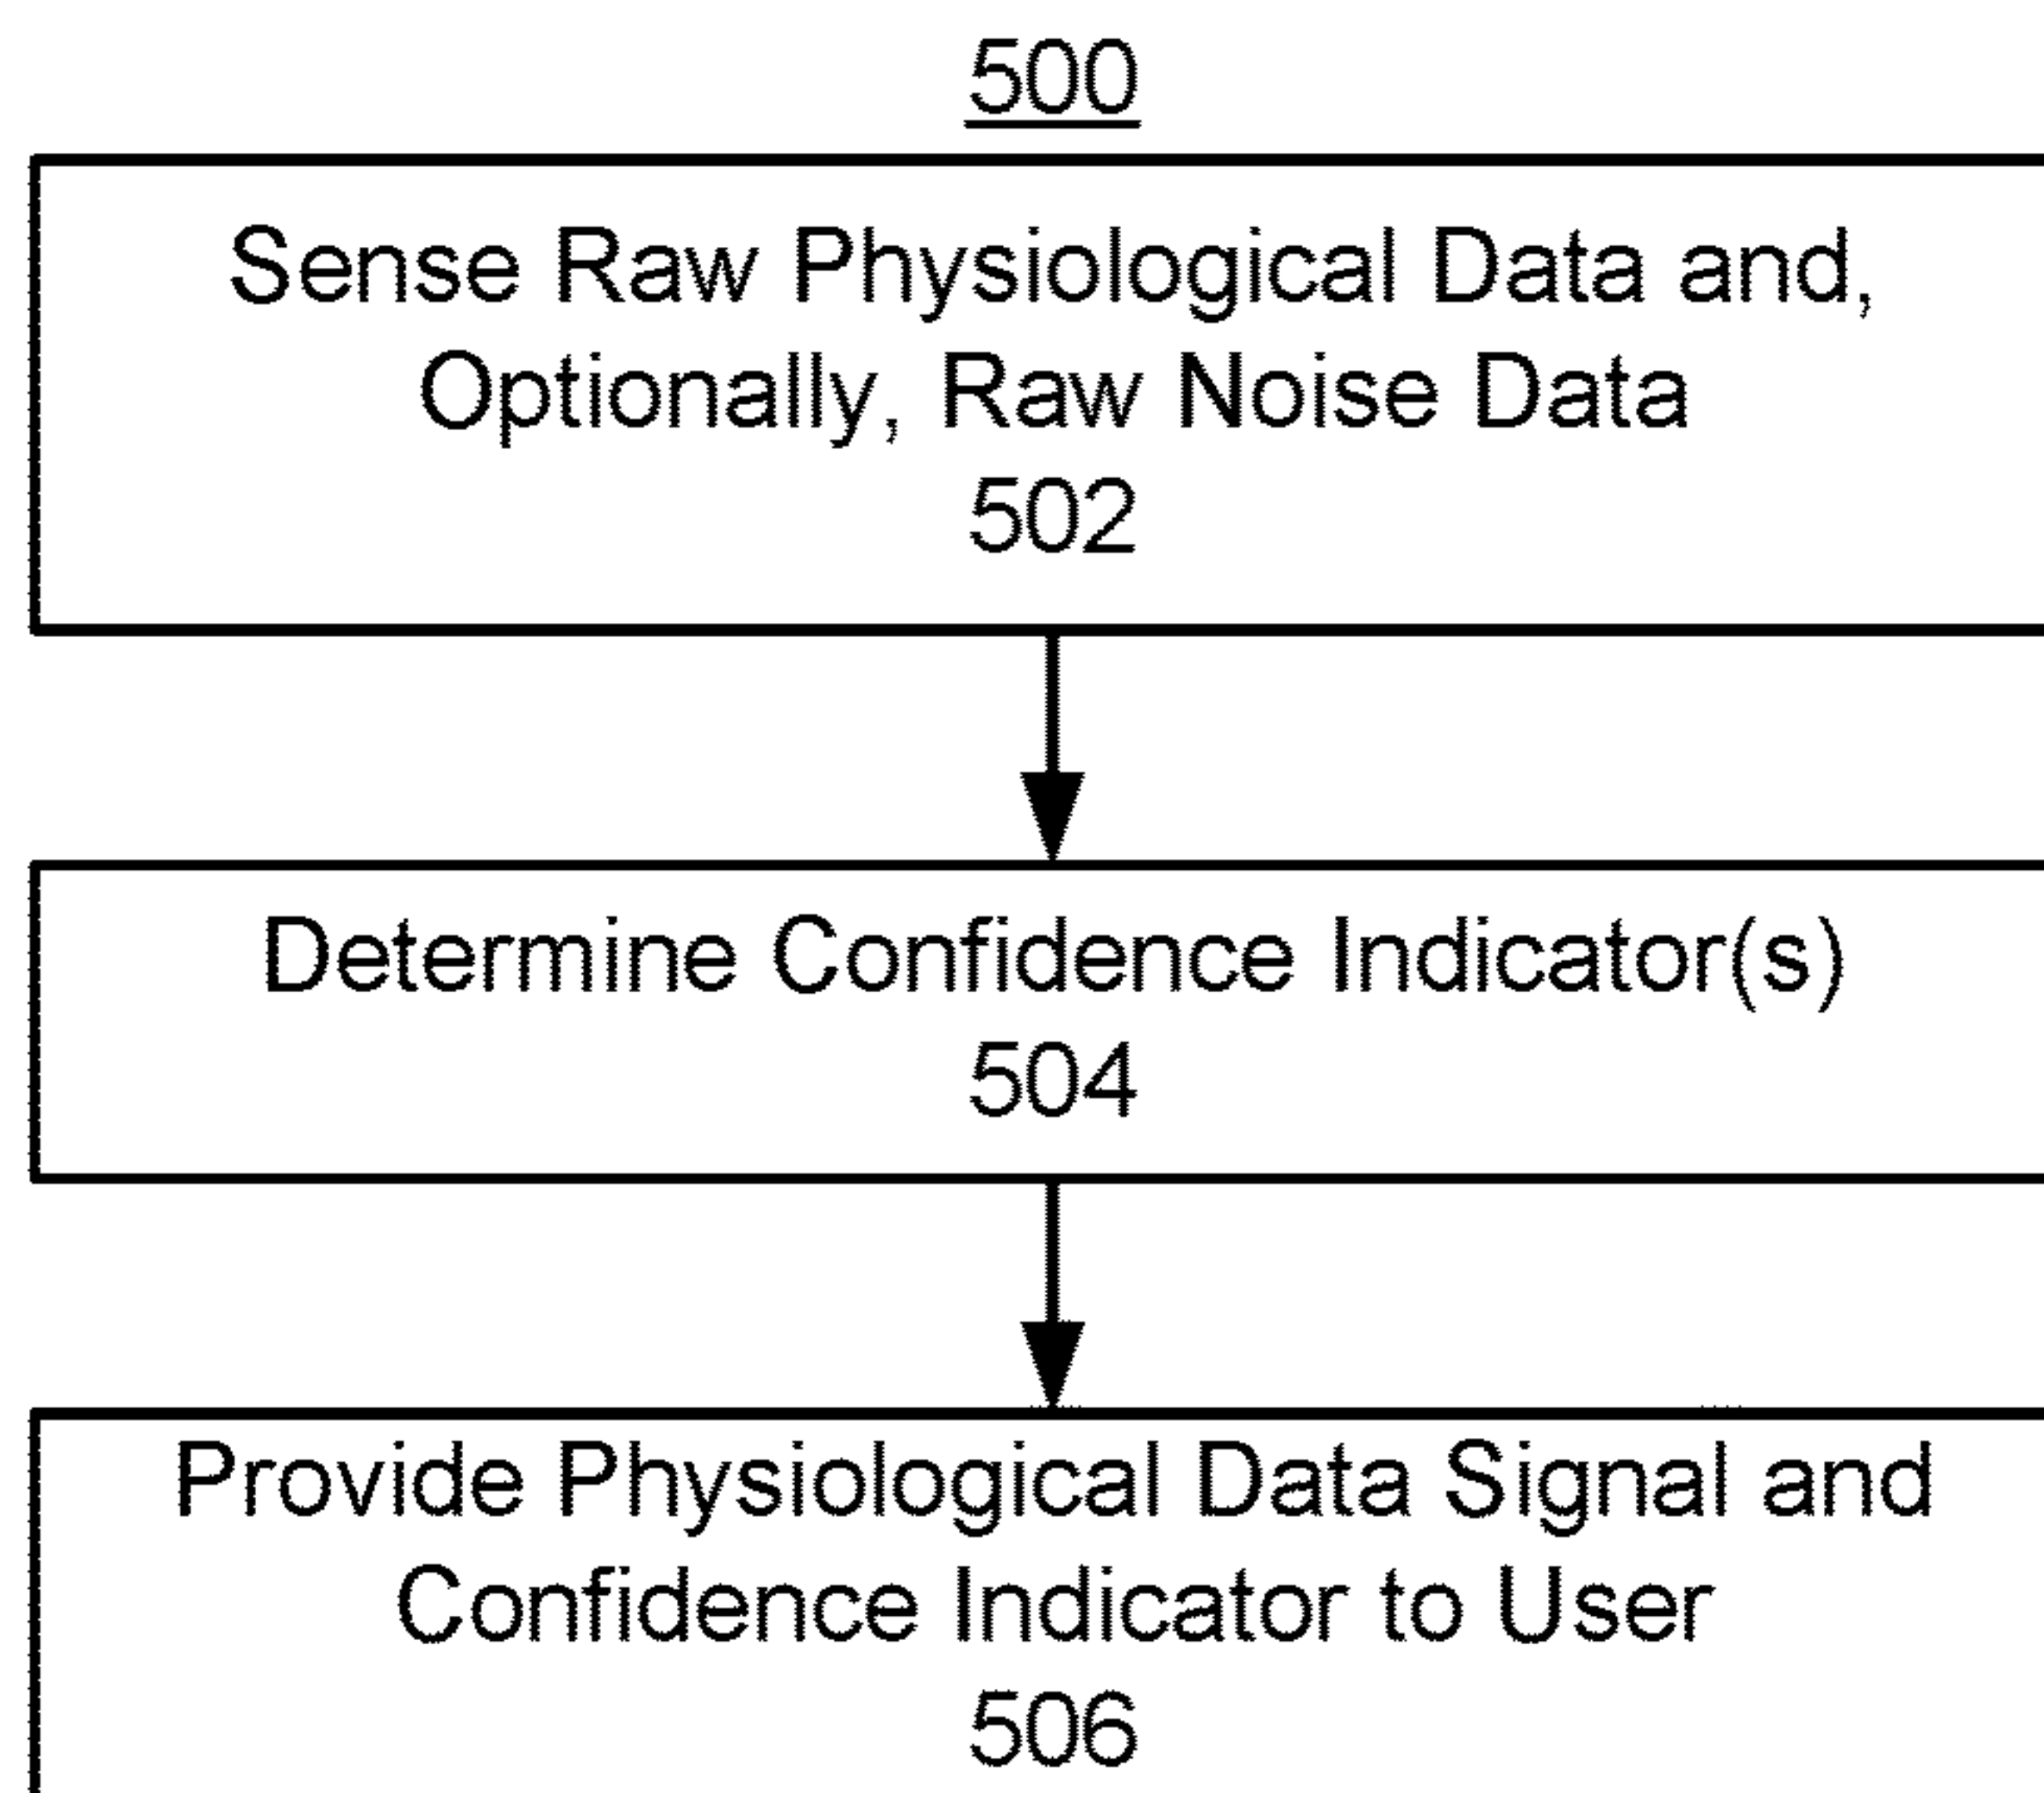 500
Sense Raw Physiological Data and,
Optionally, Raw Noise Data
502
Determine Confidence Indicator(s)
504
Provide Physiological Data Signal and
Confidence Indicator to User
506